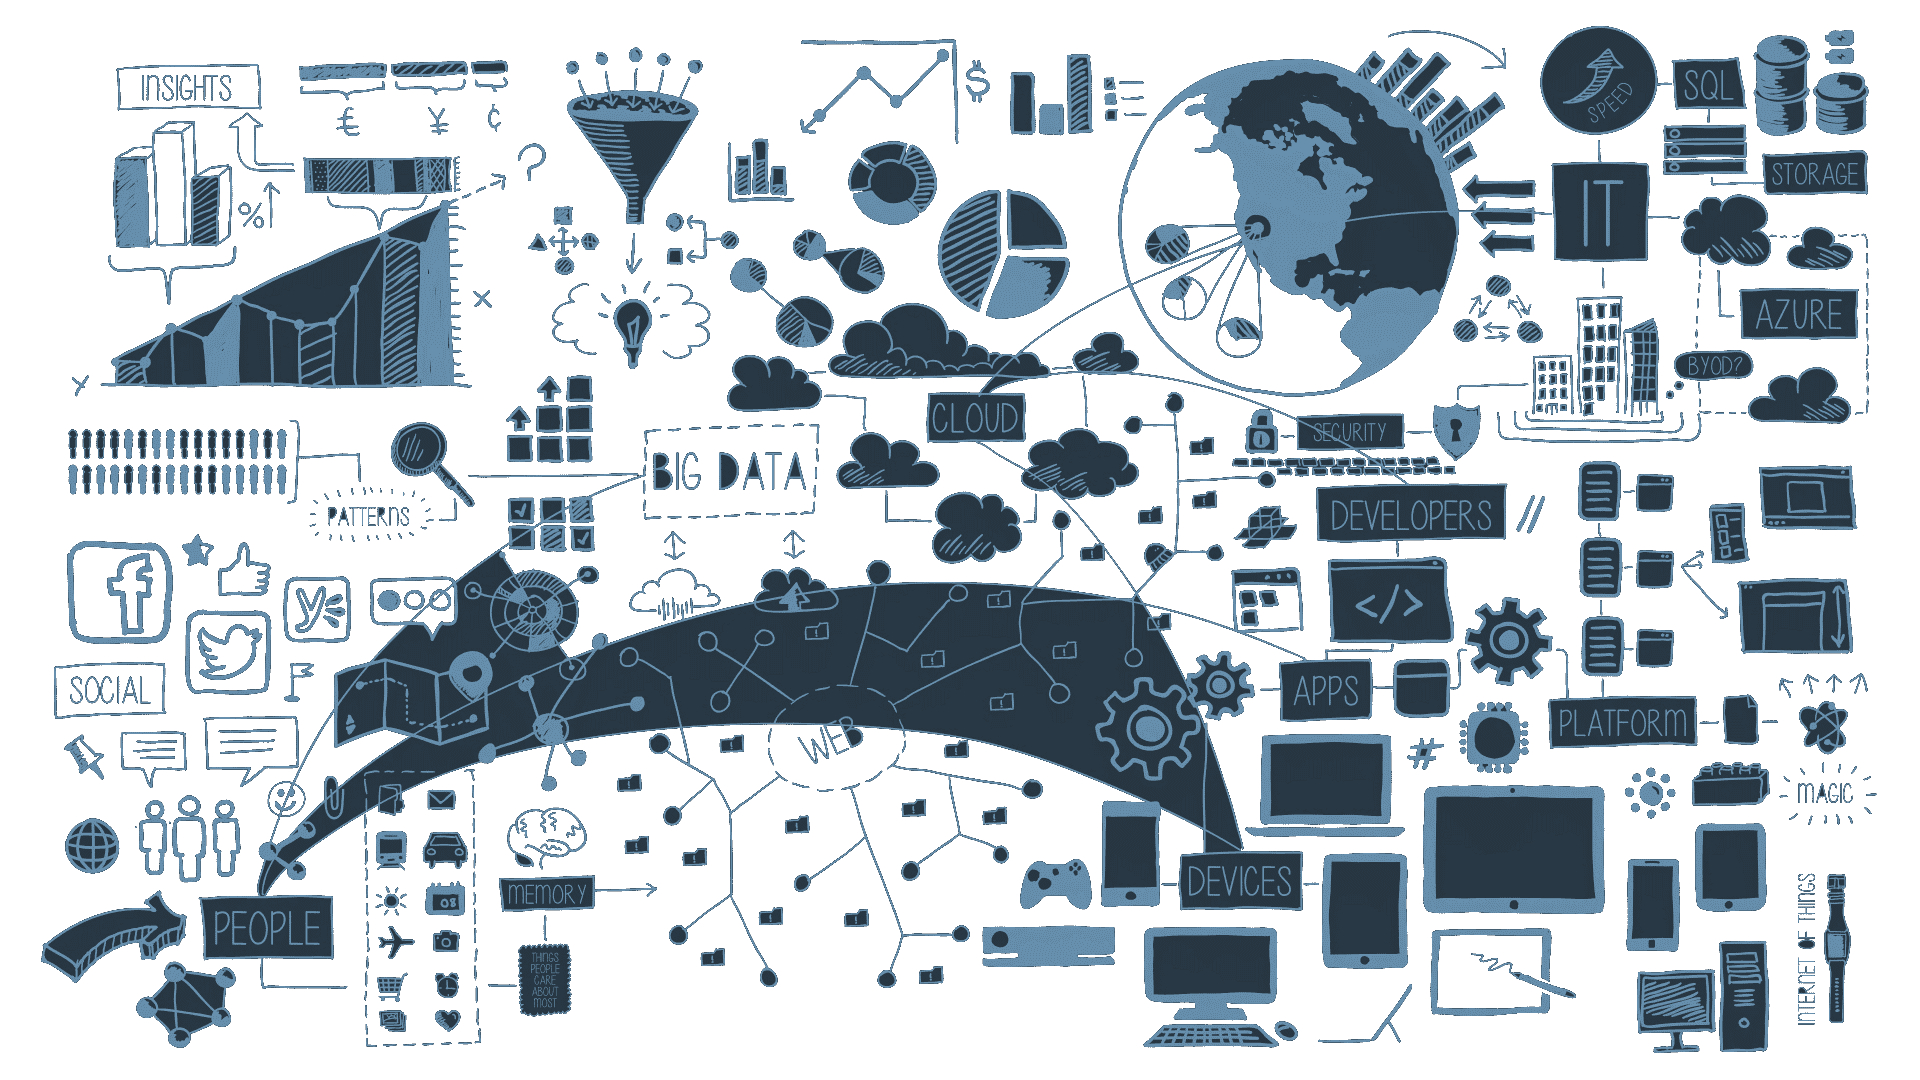 INSIGHTS
€
¥
¢
$
%
?
X
Y
SPEED
SQL
STORAGE
IT
AZURE
BYOD?
CLOUD
SECURITY
BIG DATA
PATTERNS
DEVELOPERS
//
</>
f
y
SOCIAL
APPS
PLATFORM
WEB
#
MAGIC
MEMORY
DEVICES
PEOPLE
08
THINGS
PEOPLE
CARE
ABOUT
MOST
INTERNET OF THINGS